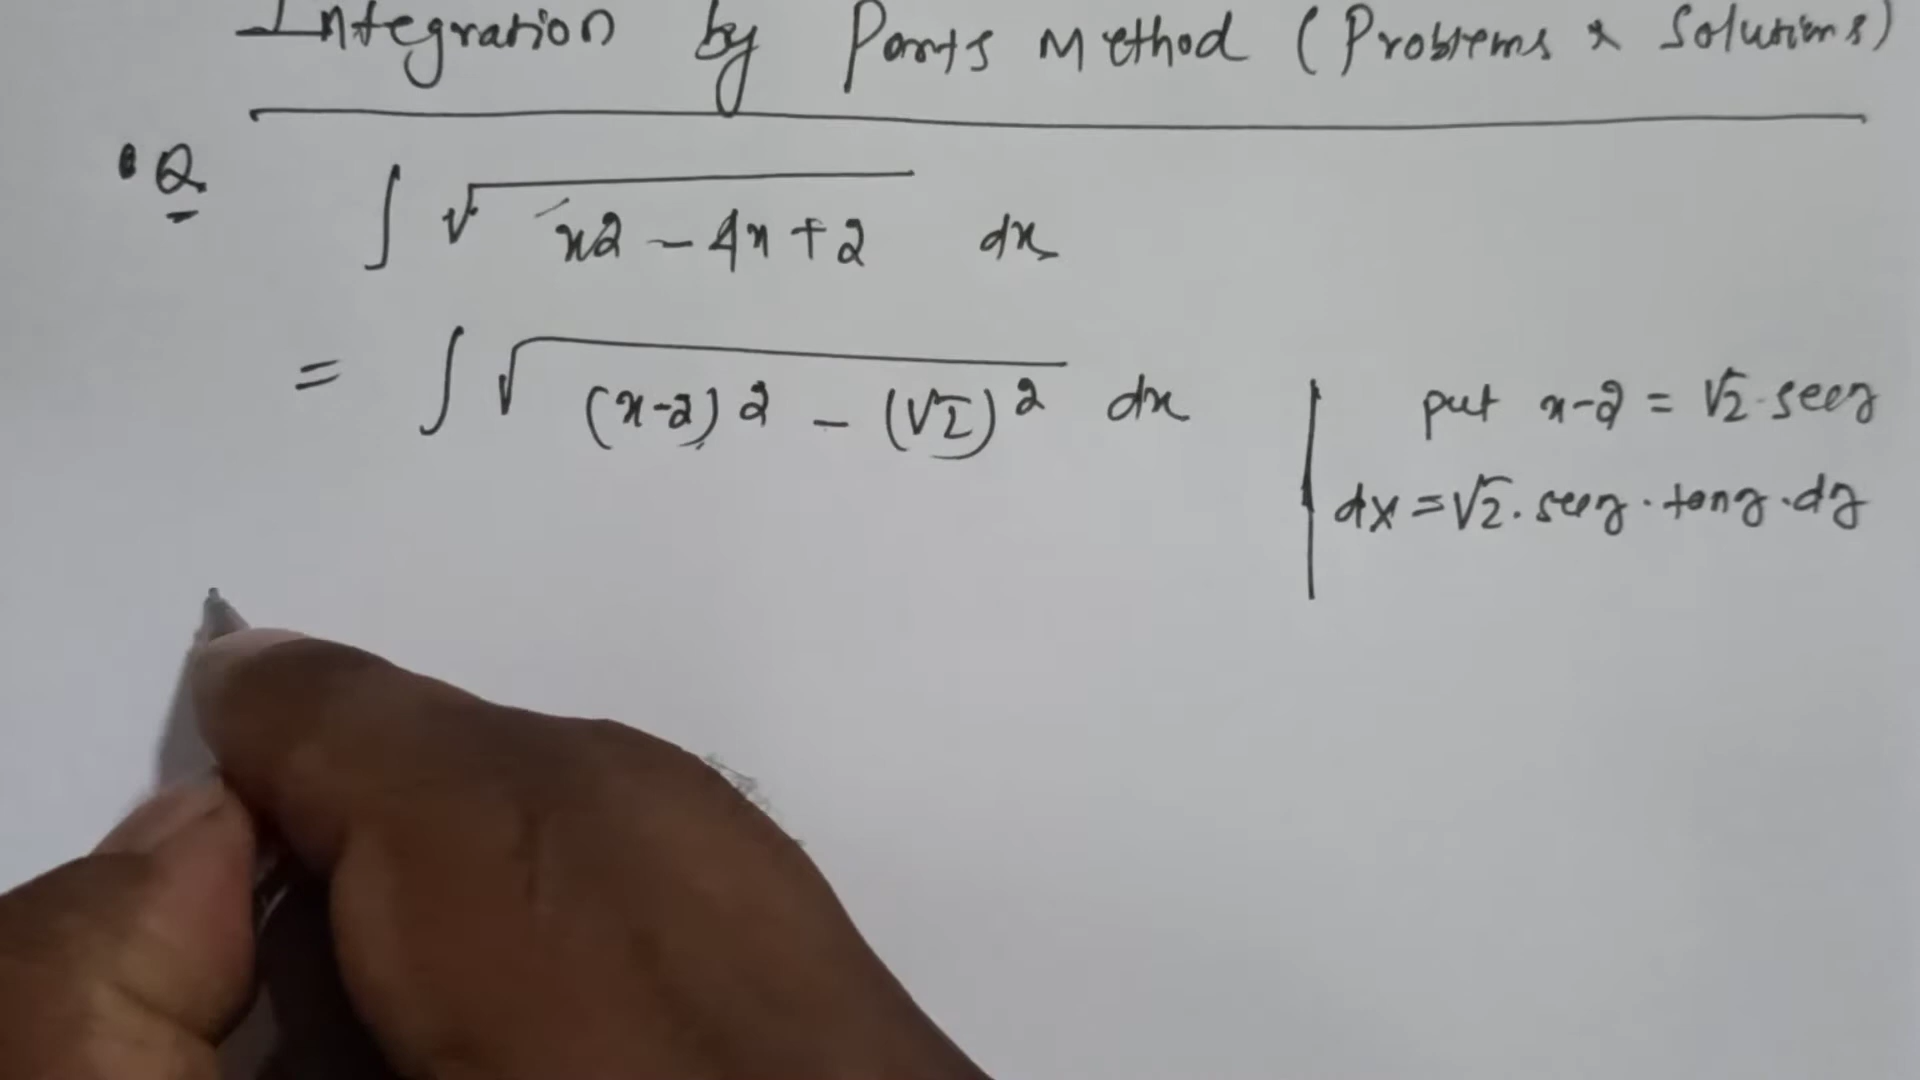 Integration by Parts Method (Problems & Solutions)
Q
∫ √(x2 - 4x + 2) dx
= ∫ √((x-2)2 - (√2)2) dx
put x-2 = √2 secz
dx = √2 . secz . tanz . dz